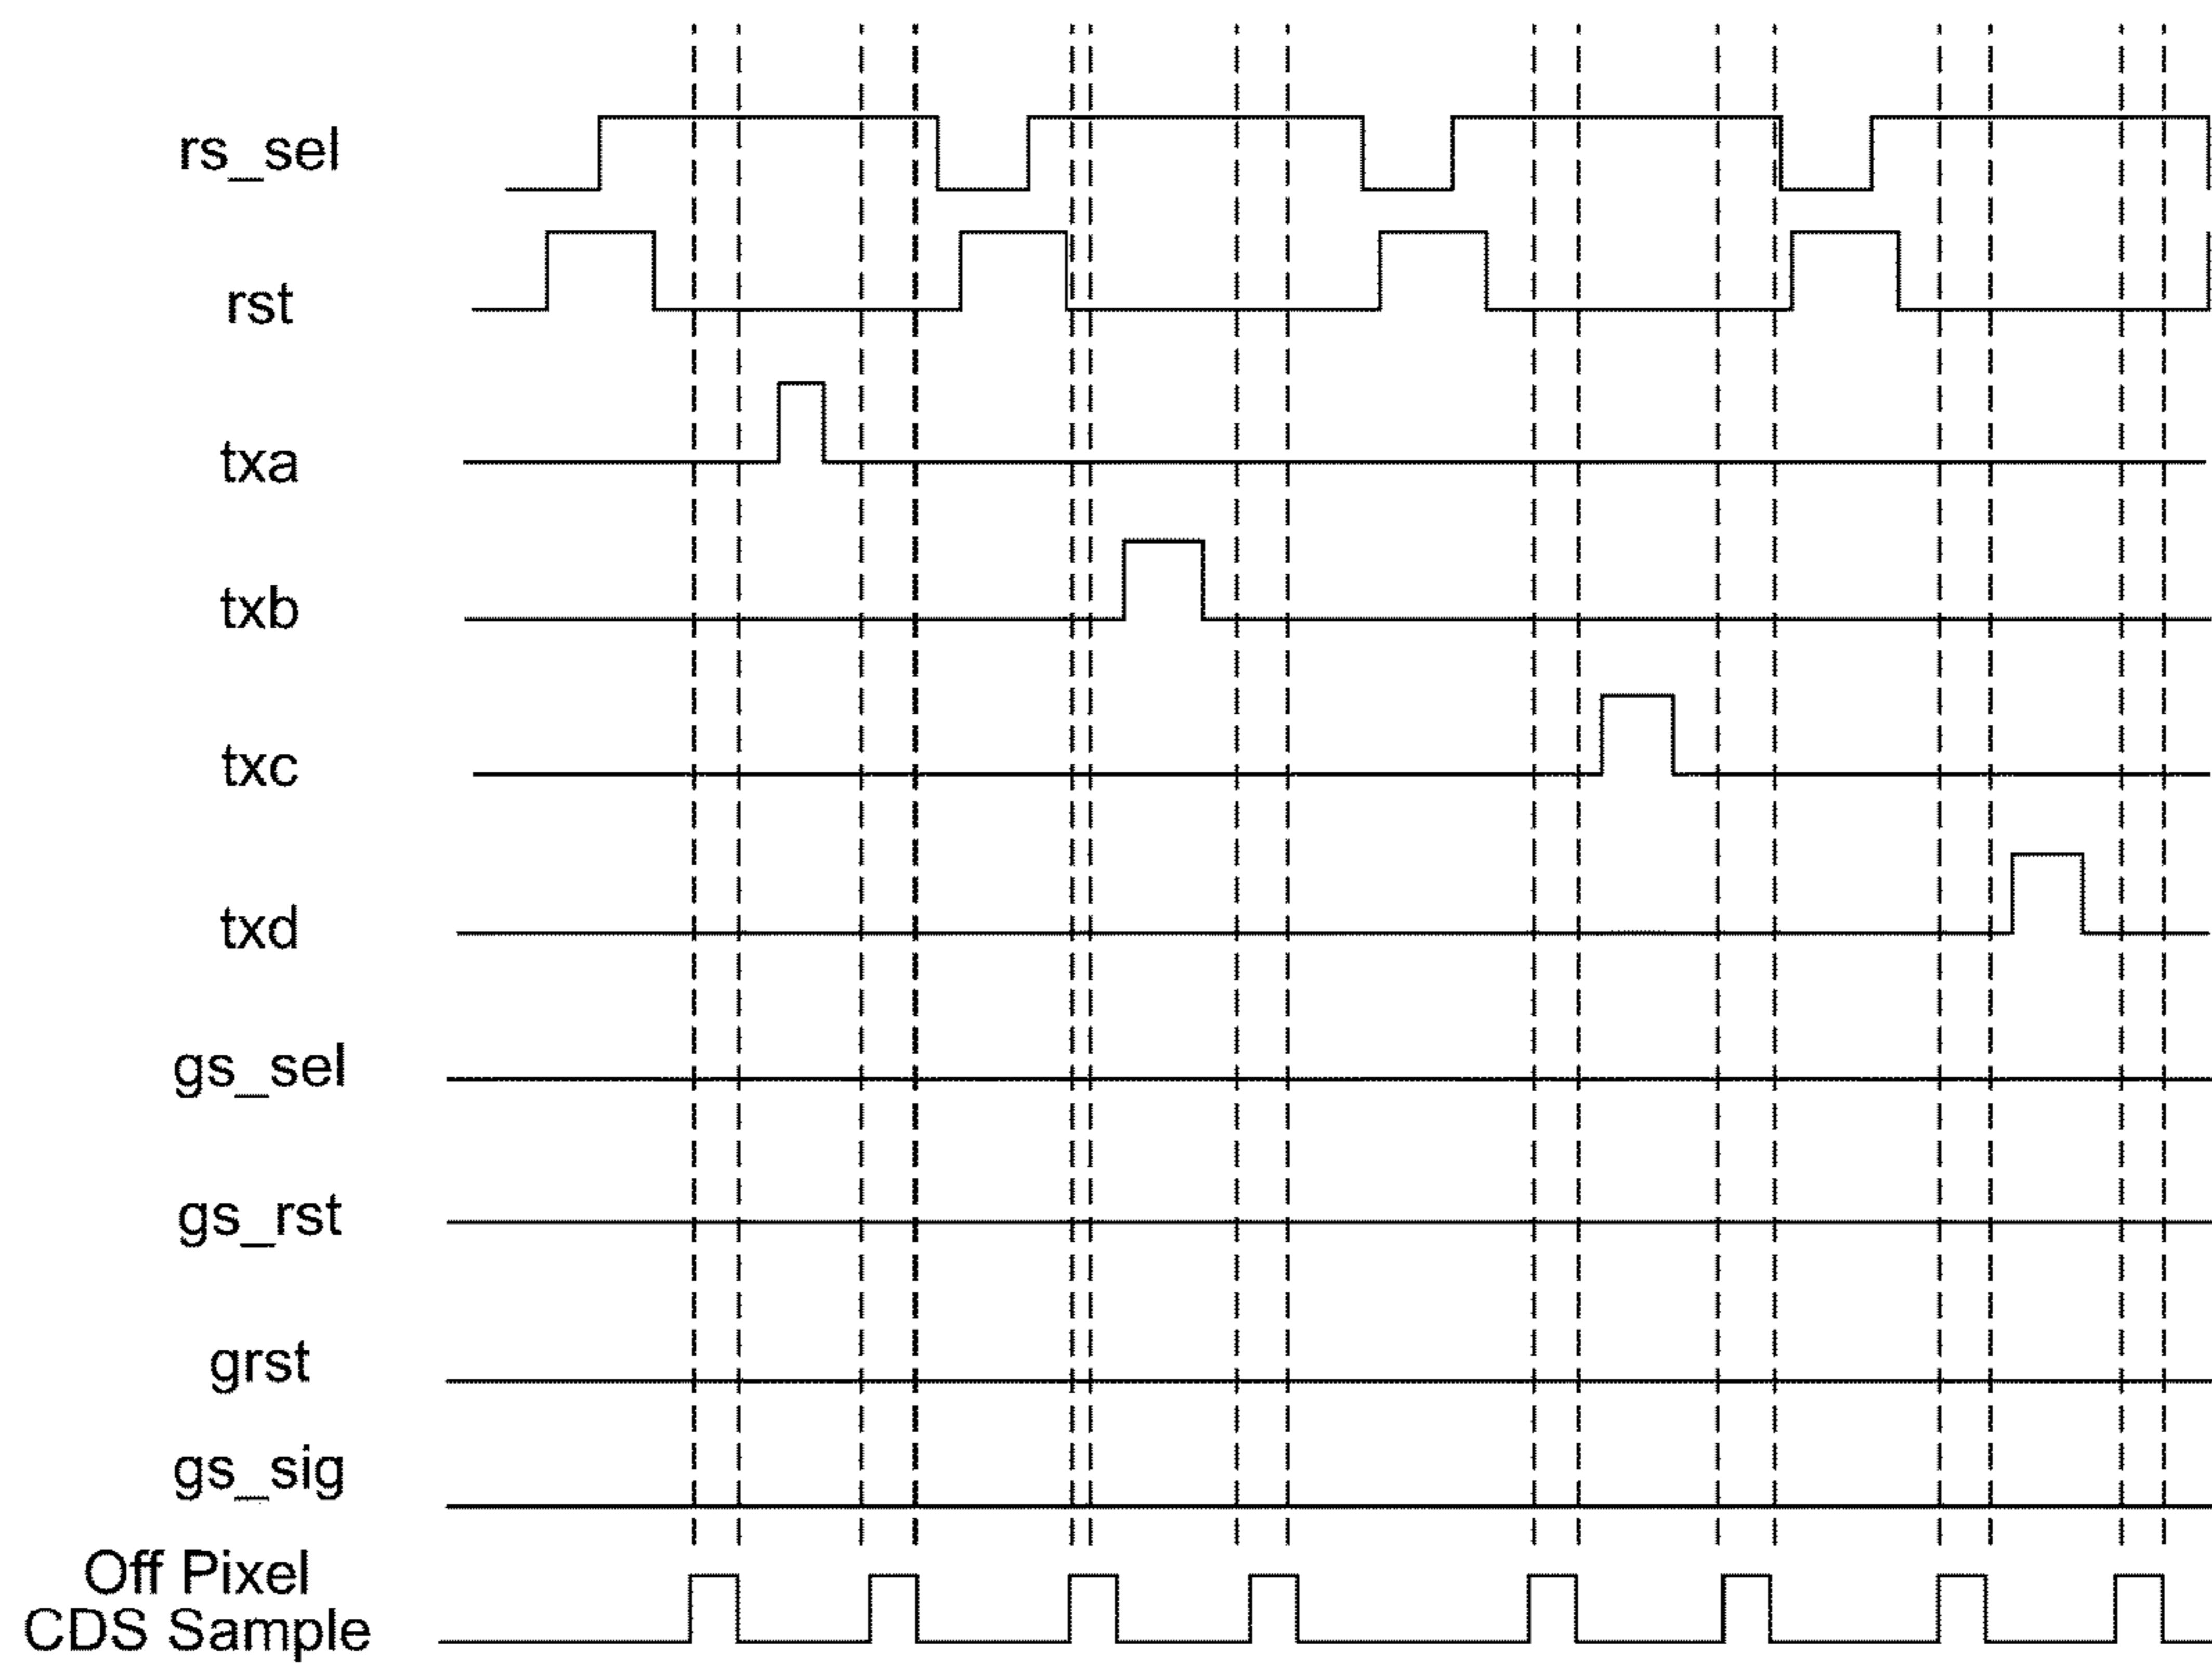 rs_sel
rst
txa
txb
txc
txd
gs_sel
gs_rst
grst
gs_sig
Off Pixel
CDS Sample